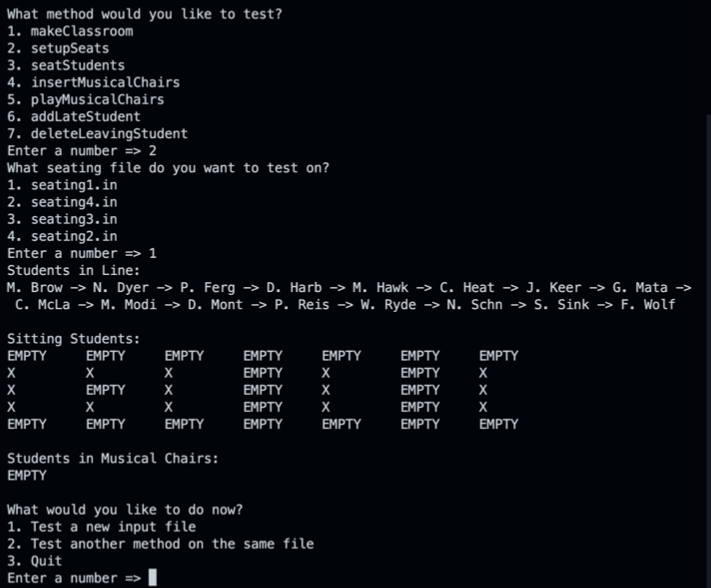 What method would you like to test?
1. makeClassroom
2. setupSeats
3. seatStudents
4. insertMusicalChairs
5. playMusicalChairs
6. addLateStudent
7. deleteLeavingStudent
Enter a number => 2
What seating file do you want to test on?
1. seating1.in
2. seating4.in
3. seating3.in
4. seating2.in
Enter a number => 1
Students in Line:
M. Brow -> N. Dyer -> P. Ferg -> D. Harb -> M. Hawk -> C. Heat -> J. Keer -> G. Mata ->
C. McLa -> M. Modi -> D. Mont -> P. Reis -> W. Ryde -> N. Schn -> S. Sink -> F. Wolf
Sitting Students:
EMPTY EMPTY EMPTY EMPTY EMPTY EMPTY EMPTY
X X X EMPTY X EMPTY X
X EMPTY X EMPTY X EMPTY X
X X X EMPTY X EMPTY X
EMPTY EMPTY EMPTY EMPTY EMPTY EMPTY EMPTY
Students in Musical Chairs:
EMPTY
What would you like to do now?
1. Test a new input file
2. Test another method on the same file
3. Quit
Enter a number =>